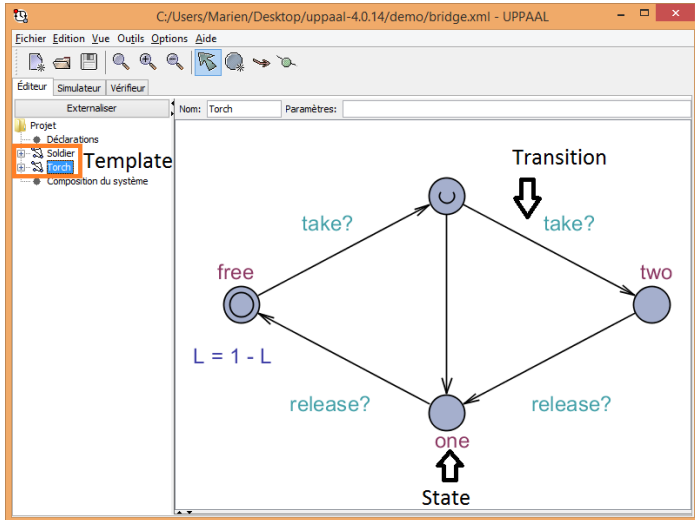 C:/Users/Marien/Desktop/uppaal-4.0.14/demo/bridge.xml - UPPAAL
Fichier Edition Vue Outils Options Aide
Éditeur Simulateur Vérifieur
Externaliser
Nom: Torch Paramètres:
Projet
Déclarations
Soldier
Torch
Template
Composition du système
Transition
take?
take?
free
two
L = 1 - L
release?
release?
one
State